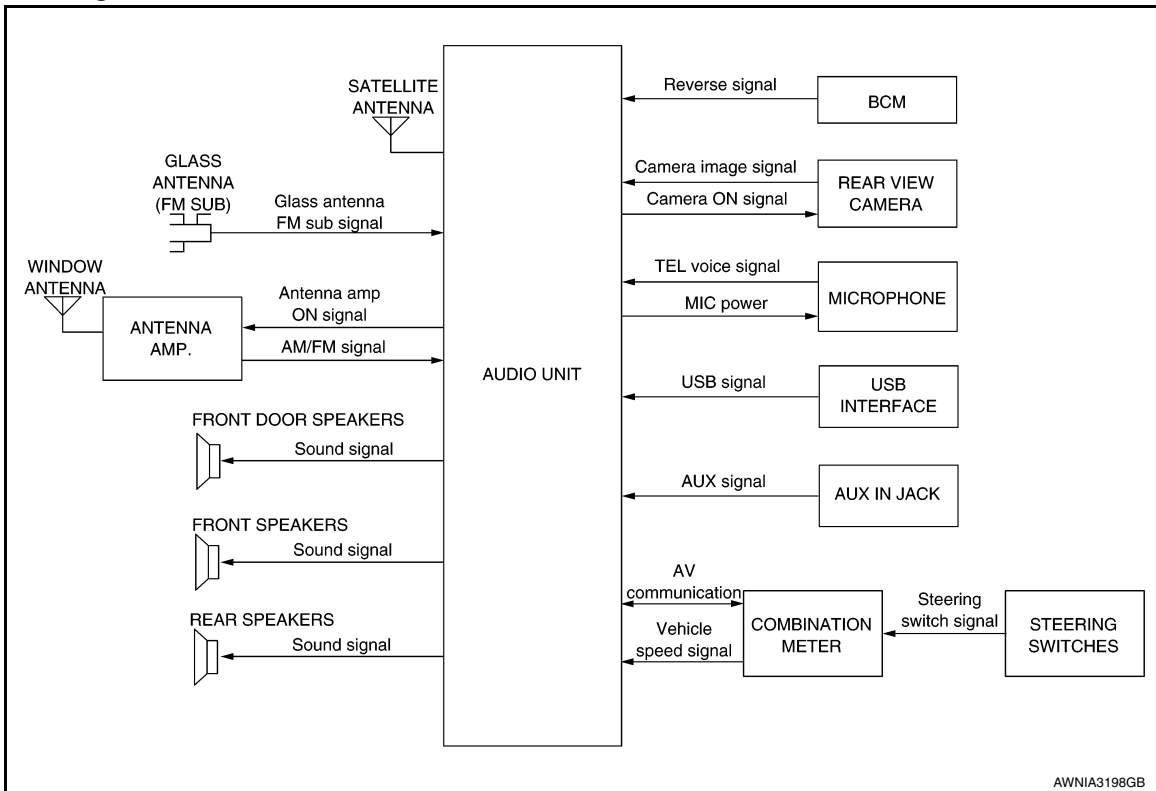 SATELLITE
ANTENNA
GLASS
ANTENNA
(FM SUB)
Glass antenna
FM sub signal
WINDOW
ANTENNA
ANTENNA
AMP.
Antenna amp
ON signal
AM/FM signal
FRONT DOOR SPEAKERS
Sound signal
FRONT SPEAKERS
Sound signal
REAR SPEAKERS
Sound signal
AUDIO UNIT
Reverse signal
BCM
Camera image signal
Camera ON signal
REAR VIEW
CAMERA
TEL voice signal
MIC power
MICROPHONE
USB signal
USB
INTERFACE
AUX signal
AUX IN JACK
AV
communication
Vehicle
speed signal
COMBINATION
METER
Steering
switch signal
STEERING
SWITCHES
AWNIA3198GB